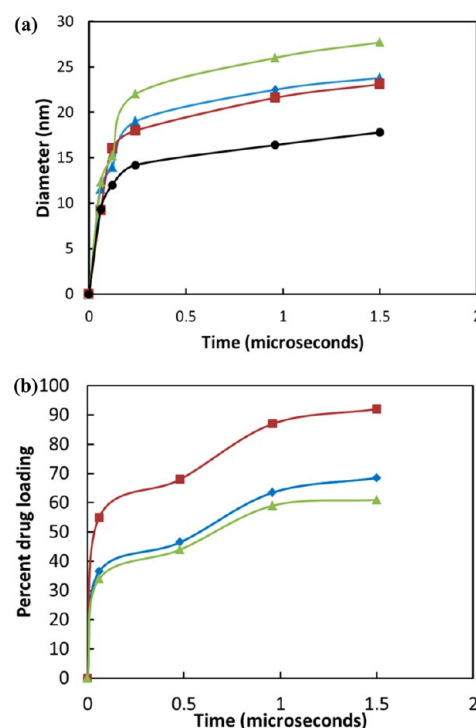 (a)
30
25
20
15
10
5
0
Diameter (nm)
0 0.5 1 1.5 2
Time (microseconds)
(b)
100
90
80
70
60
50
40
30
20
10
0
Percent drug loading
0 0.5 1 1.5 2
Time (microseconds)